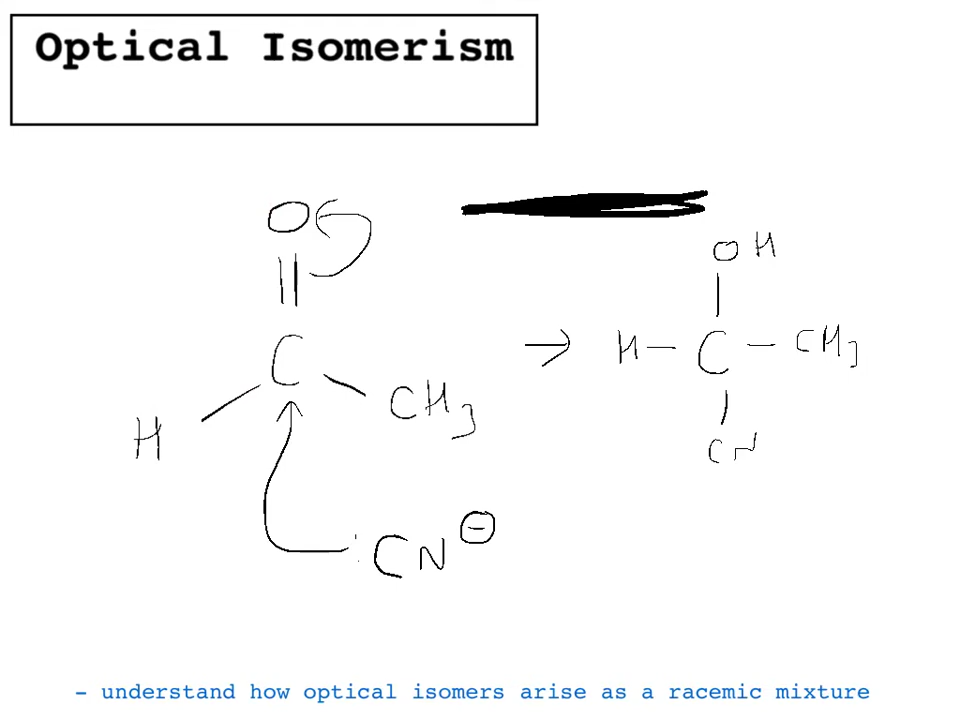 Optical Isomerism
O
OH
C
H
CH3
H – C – CH3
CN
:CN⊖
- understand how optical isomers arise as a racemic mixture